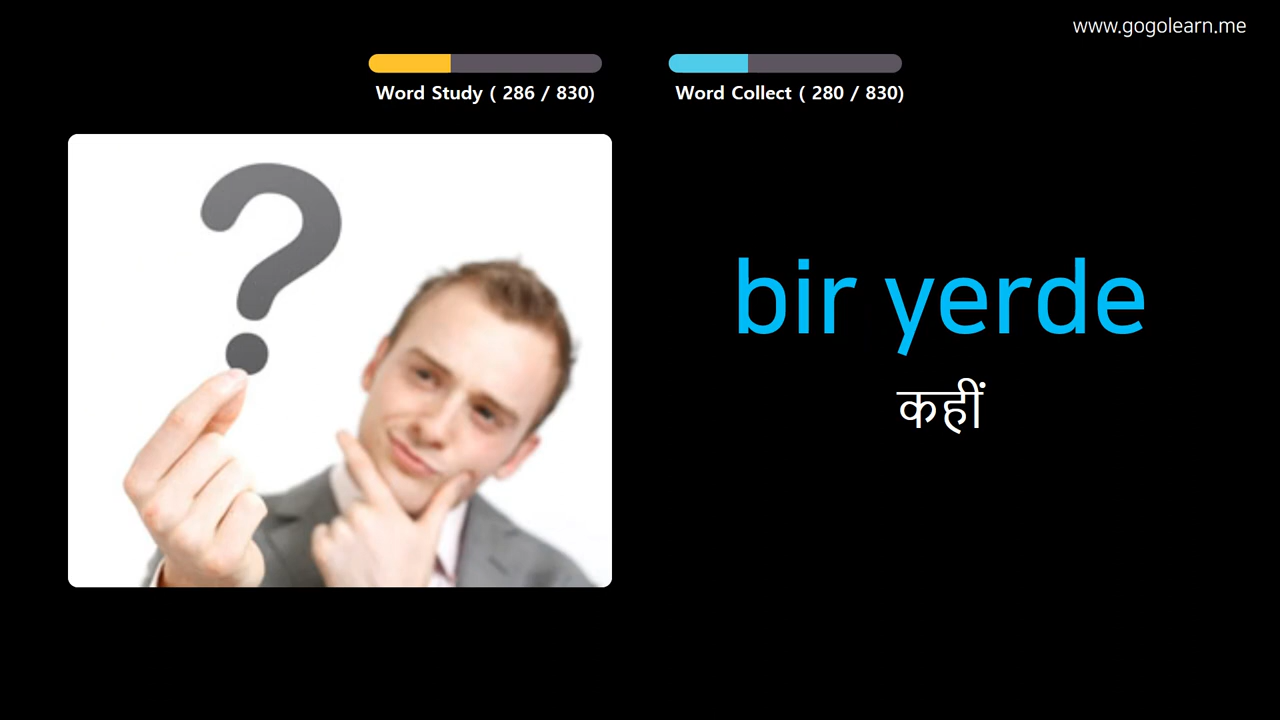 www.gogolearn.me
Word Study ( 286 / 830)
Word Collect ( 280 / 830)
?
bir yerde
कहीं